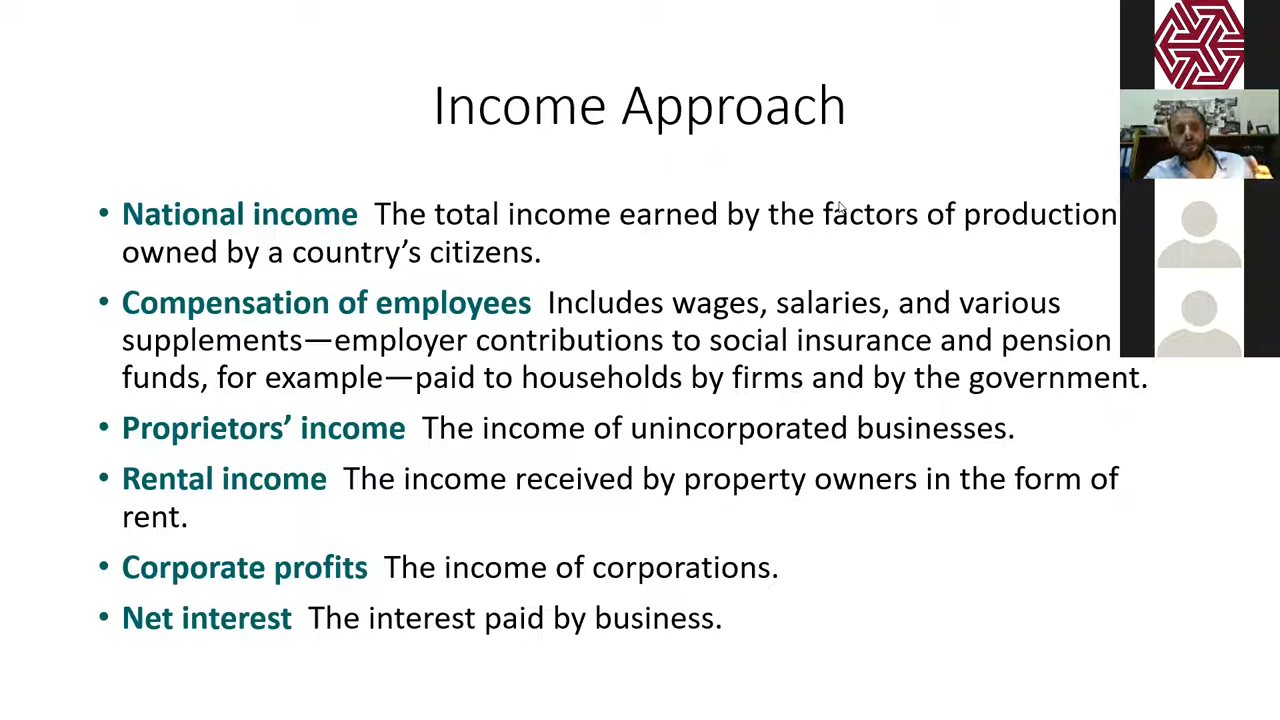 Income Approach
• National income The total income earned by the factors of production
owned by a country’s citizens.
• Compensation of employees Includes wages, salaries, and various
supplements—employer contributions to social insurance and pension
funds, for example—paid to households by firms and by the government.
• Proprietors’ income The income of unincorporated businesses.
• Rental income The income received by property owners in the form of
rent.
• Corporate profits The income of corporations.
• Net interest The interest paid by business.